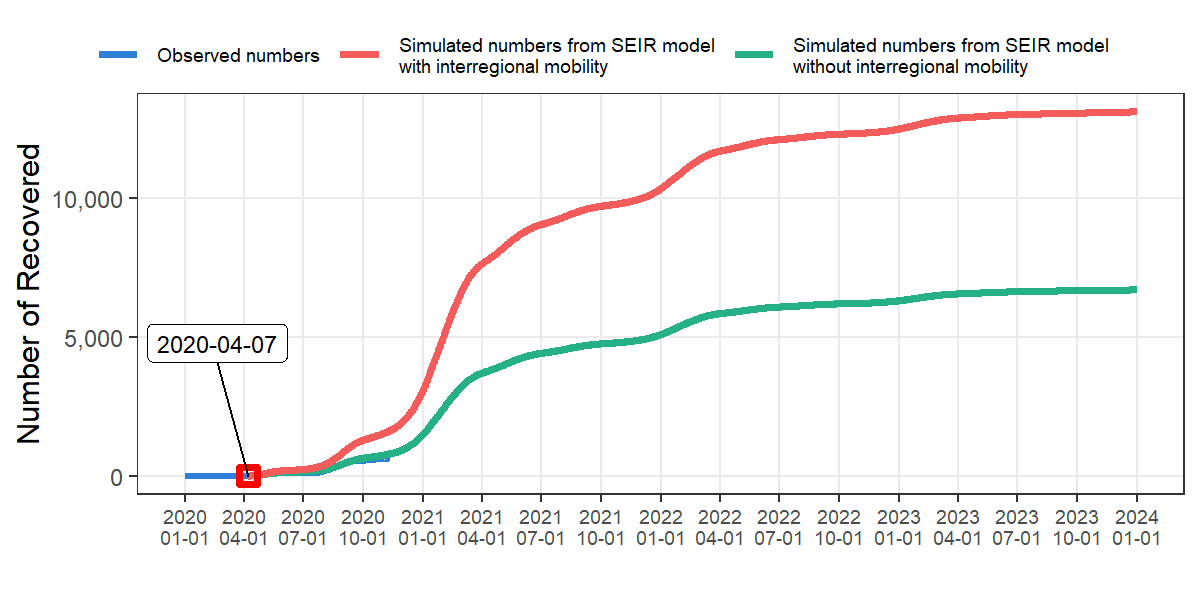 Observed numbers
Simulated numbers from SEIR model
with interregional mobility
Simulated numbers from SEIR model
without interregional mobility
Number of Recovered
10,000
5,000
0
2020-04-07
2020 2020 2020 2020 2021 2021 2021 2021 2022 2022 2022 2022 2023 2023 2023 2023 2024
01-01 04-01 07-01 10-01 01-01 04-01 07-01 10-01 01-01 04-01 07-01 10-01 01-01 04-01 07-01 10-01 01-01